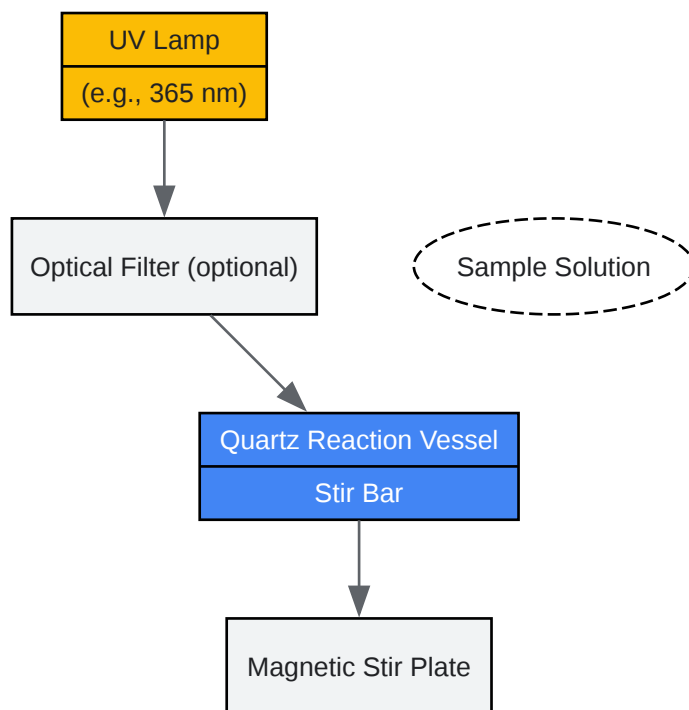 UV Lamp
(e.g., 365 nm)
Optical Filter (optional)
Sample Solution
Quartz Reaction Vessel
Stir Bar
Magnetic Stir Plate